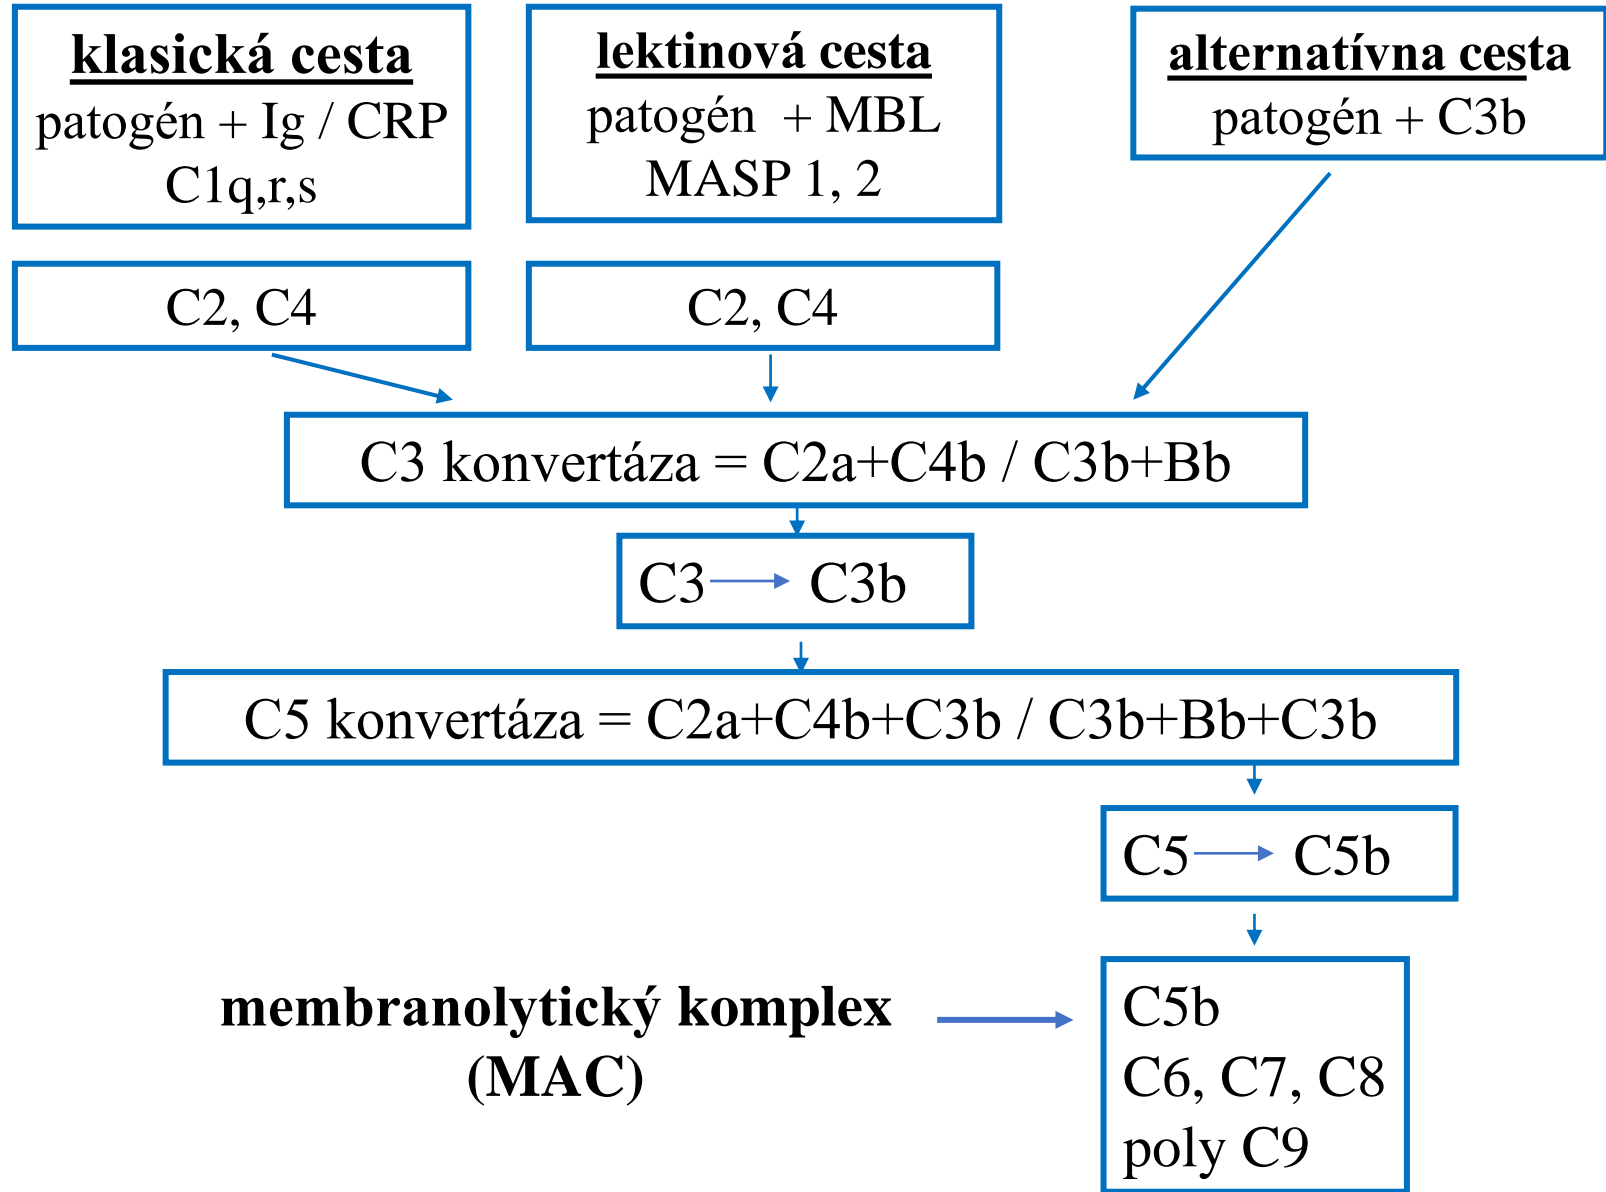 klasická cesta
patogén + Ig / CRP
C1q,r,s
lektinová cesta
patogén + MBL
MASP 1, 2
alternatívna cesta
patogén + C3b
C2, C4
C2, C4
C3 konvertáza = C2a+C4b / C3b+Bb
C3 C3b
C5 konvertáza = C2a+C4b+C3b / C3b+Bb+C3b
C5 C5b
membranolytický komplex
(MAC)
C5b
C6, C7, C8
poly C9